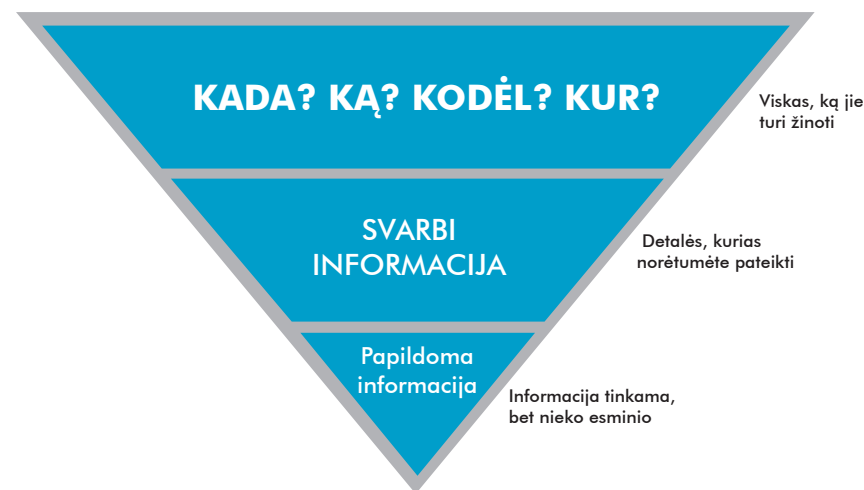 KADA? KĄ? KODĖL? KUR?
Viskas, ką jie
turi žinoti
SVARBI
INFORMACIJA
Detalės, kurias
norėtumėte pateikti
Papildoma
informacija
Informacija tinkama,
bet nieko esminio